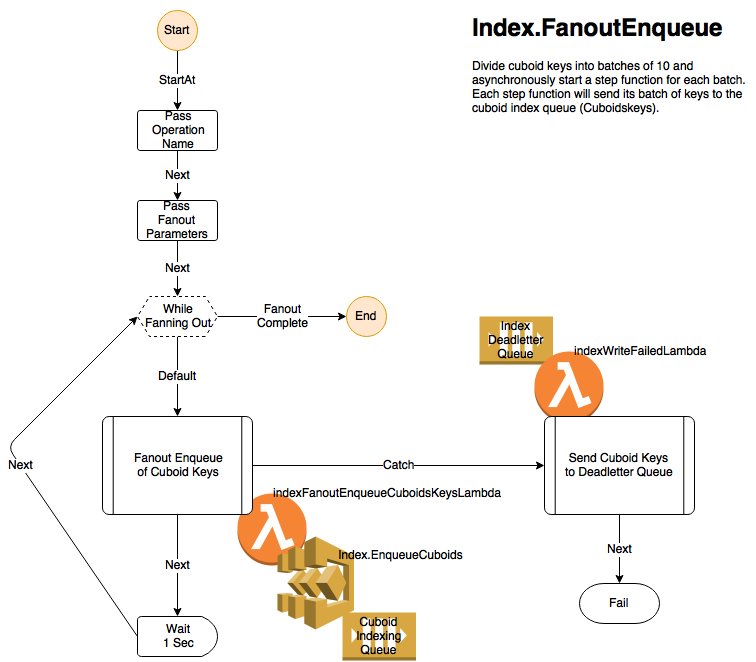 Index.FanoutEnqueue
Divide cuboid keys into batches of 10 and
asynchronously start a step function for each batch.
Each step function will send its batch of keys to the
cuboid index queue (Cuboidskeys).
Start
StartAt
Pass
Operation
Name
Next
Pass
Fanout
Parameters
Next
While
Fanning Out
Fanout
Complete
End
Default
Index
Deadletter
Queue
indexWriteFailedLambda
Fanout Enqueue
of Cuboid Keys
Catch
Send Cuboid Keys
to Deadletter Queue
Next
indexFanoutEnqueueCuboidsKeysLambda
Index.EnqueueCuboids
Next
Next
Cuboid
Indexing
Queue
Wait
1 Sec
Fail